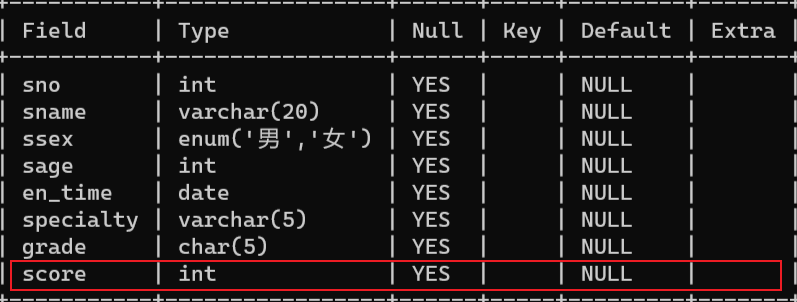 | Field | Type | Null | Key | Default | Extra |
| sno | int | YES | | NULL | |
| sname | varchar(20) | YES | | NULL | |
| ssex | enum('男','女') | YES | | NULL | |
| sage | int | YES | | NULL | |
| en_time | date | YES | | NULL | |
| specialty | varchar(5) | YES | | NULL | |
| grade | char(5) | YES | | NULL | |
| score | int | YES | | NULL | |